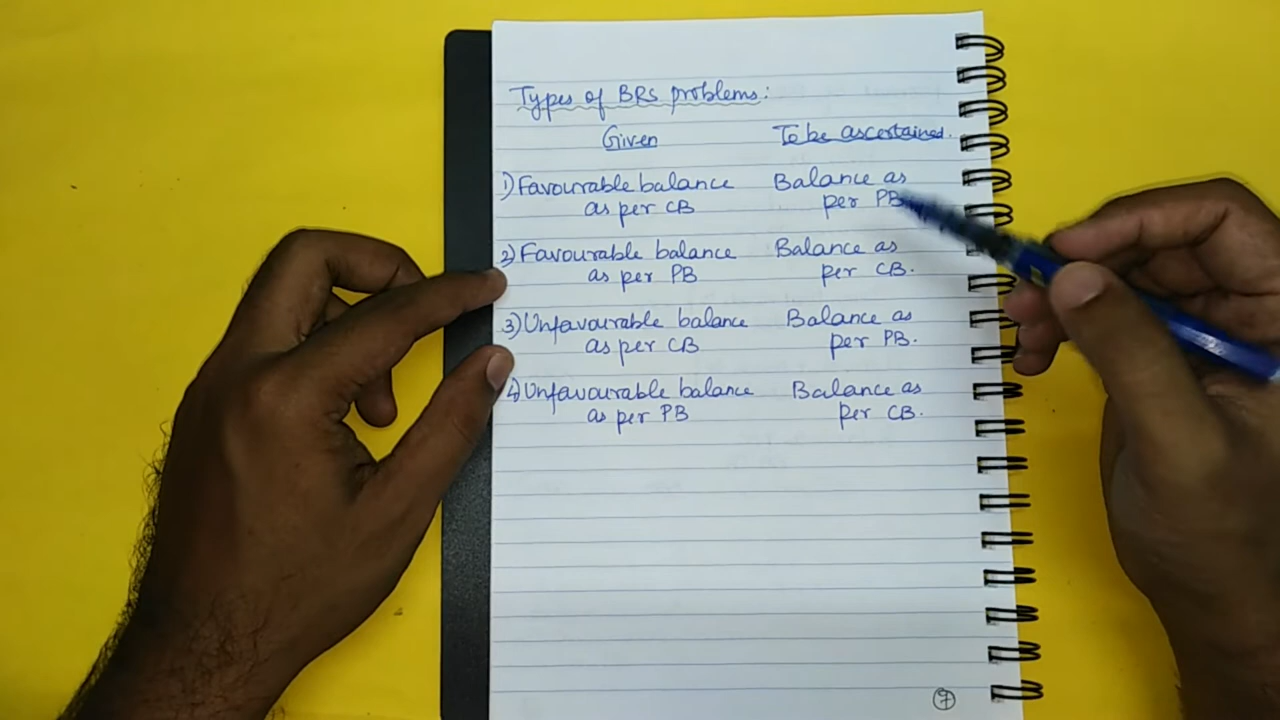 Types of BRS problems:
Given To be ascertained.
1) Favourable balance Balance as
as per CB per PB
2) Favourable balance Balance as
as per PB per CB.
3) Unfavourable balance Balance as
as per CB per PB.
4) Unfavourable balance Balance as
as per PB per CB.
7